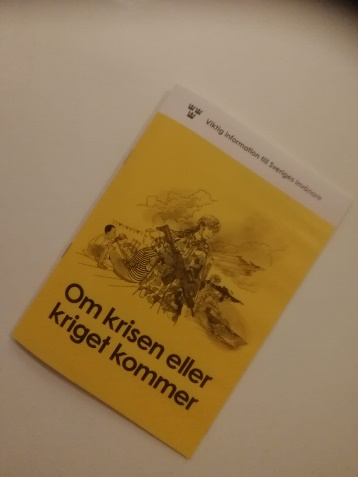 Viktig information till Sveriges invånare
Om krisen eller
kriget kommer